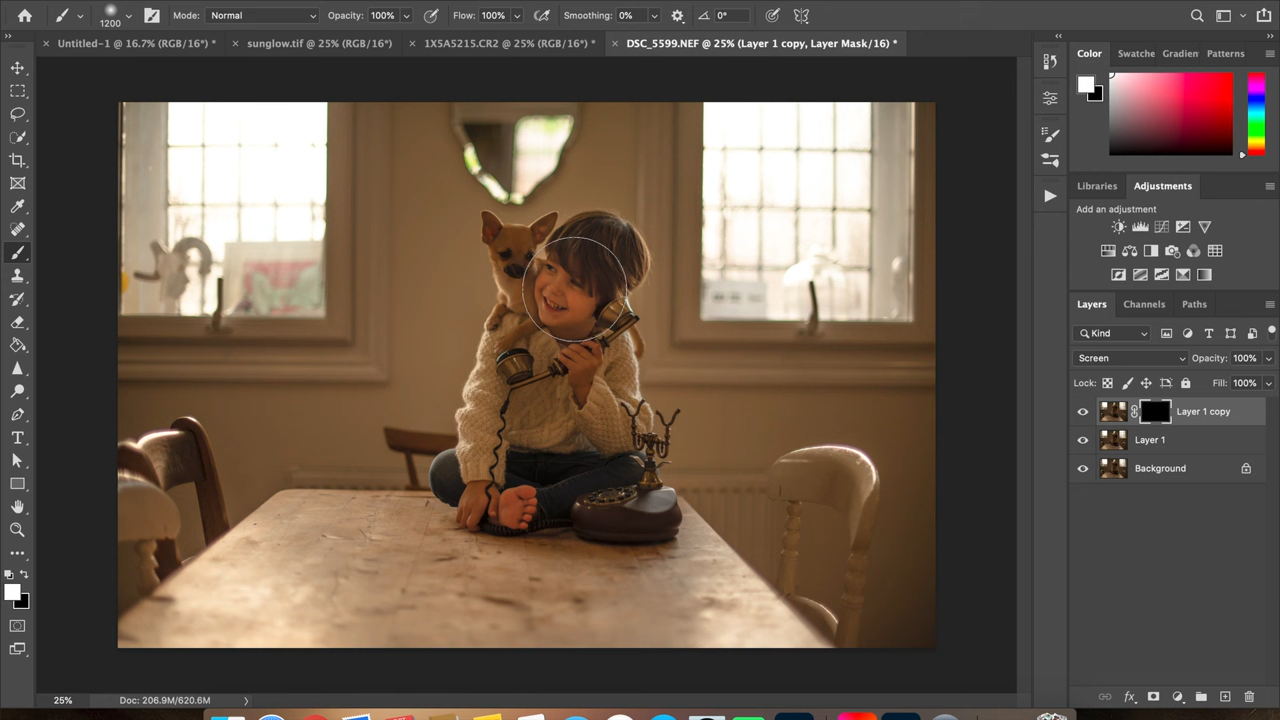 1200
Mode: Normal Opacity: 100% Flow: 100% Smoothing: 0% 0°
Untitled-1 @ 16.7% (RGB/16*) * sunglow.tif @ 25% (RGB/16*) 1X5A5215.CR2 @ 25% (RGB/16*) * DSC_5599.NEF @ 25% (Layer 1 copy, Layer Mask/16) *
Color Swatche Gradien Patterns
Libraries Adjustments
Add an adjustment
Layers Channels Paths
Kind
Screen Opacity: 100%
Lock: Fill: 100%
Layer 1 copy
Layer 1
Background
25% Doc: 206.9M/620.6M